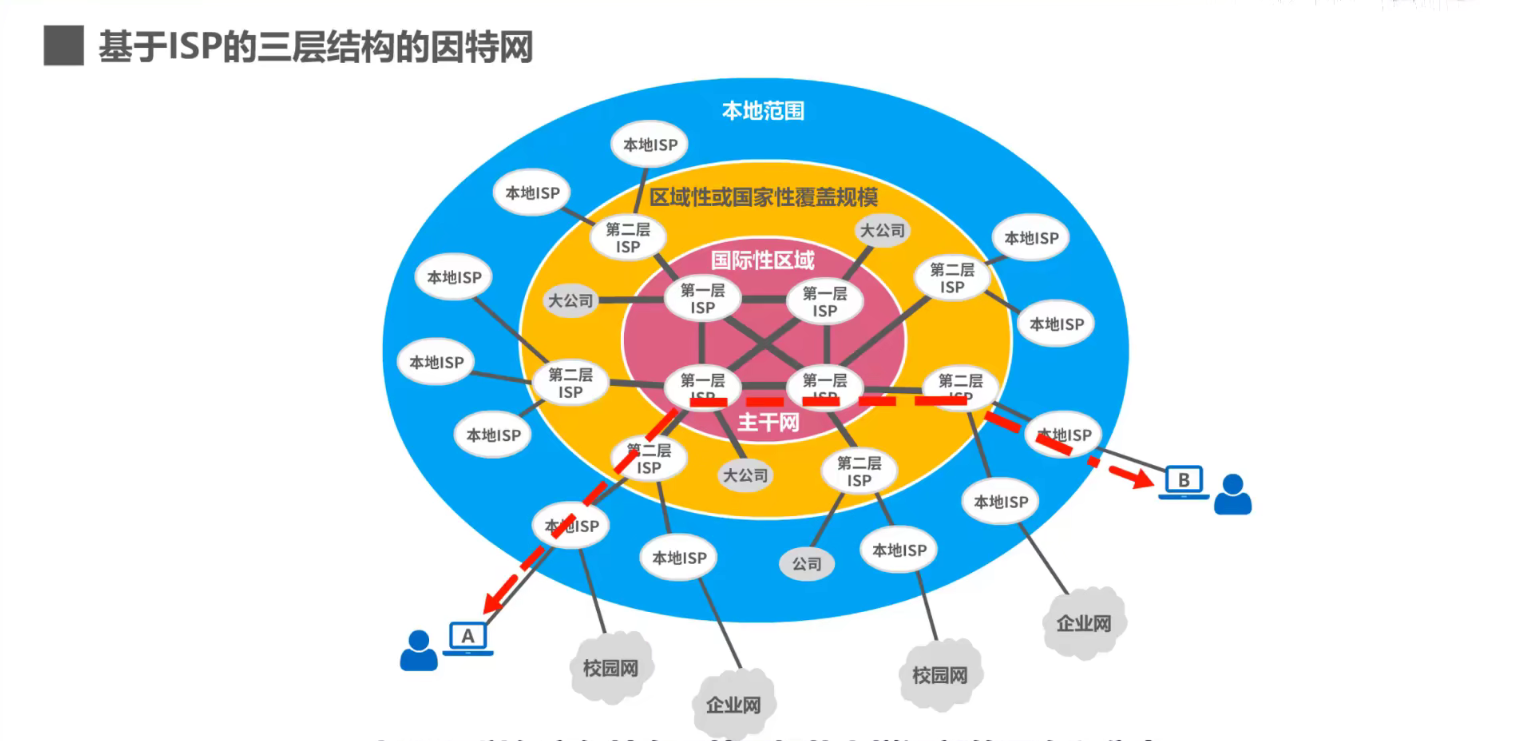 基于ISP的三层结构的因特网
本地范围
本地ISP
本地ISP
区域性或国家性覆盖规模
第二层
ISP
大公司
本地ISP
国际性区域
本地ISP
第二层
ISP
大公司
第一层
ISP
第一层
ISP
本地ISP
本地ISP
第二层
ISP
第一层
ISP
第一层
ISP
第二层
ISP
主干网
本地ISP
本地ISP
第二层
ISP
大公司
第二层
ISP
B
本地ISP
本地ISP
本地ISP
公司
本地ISP
企业网
A
校园网
校园网
企业网